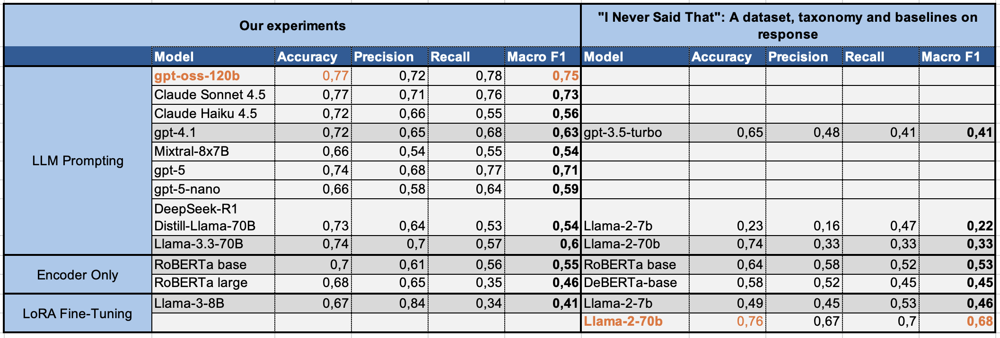 Our experiments
"I Never Said That": A dataset, taxonomy and baselines on
response
Model Accuracy Precision Recall Macro F1 Model Accuracy Precision Recall Macro F1
LLM Prompting
gpt-oss-120b 0,77 0,72 0,78 0,75
Claude Sonnet 4.5 0,77 0,71 0,76 0,73
Claude Haiku 4.5 0,72 0,66 0,55 0,56
gpt-4.1 0,72 0,65 0,68 0,63 gpt-3.5-turbo 0,65 0,48 0,41 0,41
Mixtral-8x7B 0,66 0,54 0,55 0,54
gpt-5 0,74 0,68 0,77 0,71
gpt-5-nano 0,66 0,58 0,64 0,59
DeepSeek-R1
Distill-Llama-70B 0,73 0,64 0,53 0,54 Llama-2-7b 0,23 0,16 0,47 0,22
Llama-3.3-70B 0,74 0,7 0,57 0,6 Llama-2-70b 0,74 0,33 0,33 0,33
Encoder Only
RoBERTa base 0,7 0,61 0,56 0,55 RoBERTa base 0,64 0,58 0,52 0,53
RoBERTa large 0,68 0,65 0,35 0,46 DeBERTa-base 0,58 0,52 0,45 0,45
LoRA Fine-Tuning
Llama-3-8B 0,67 0,84 0,34 0,41 Llama-2-7b 0,49 0,45 0,53 0,46
Llama-2-70b 0,76 0,67 0,7 0,68